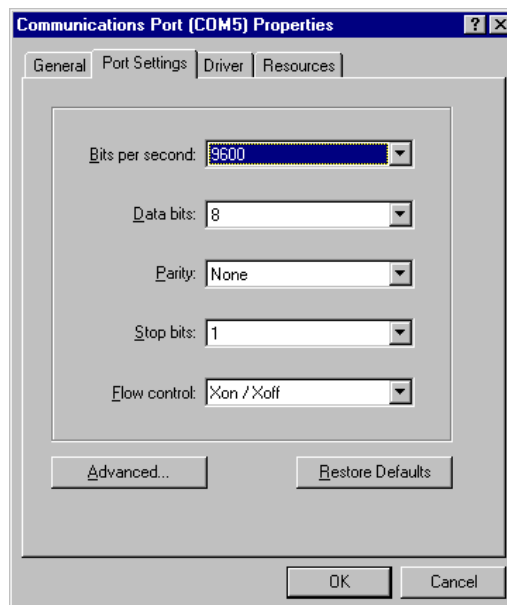 Communications Port (COM5) Properties
General Port Settings Driver Resources
Bits per second: 9600
Data bits: 8
Parity: None
Stop bits: 1
Flow control: Xon / Xoff
Advanced... Restore Defaults
OK Cancel